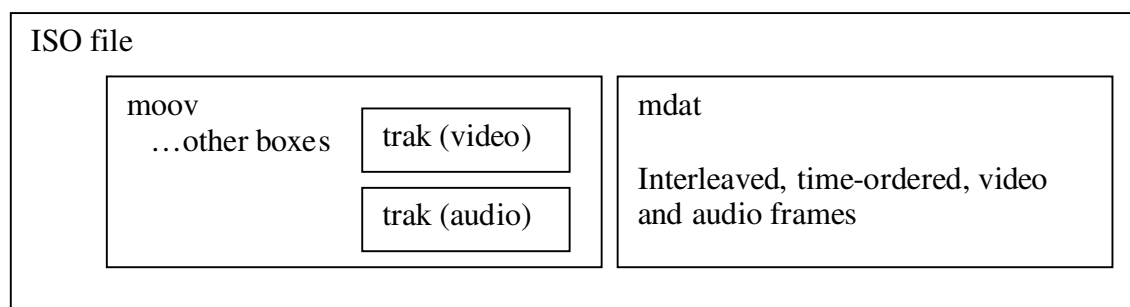 ISO file
moov
…other boxes
trak (video)
trak (audio)
mdat
Interleaved, time-ordered, video
and audio frames